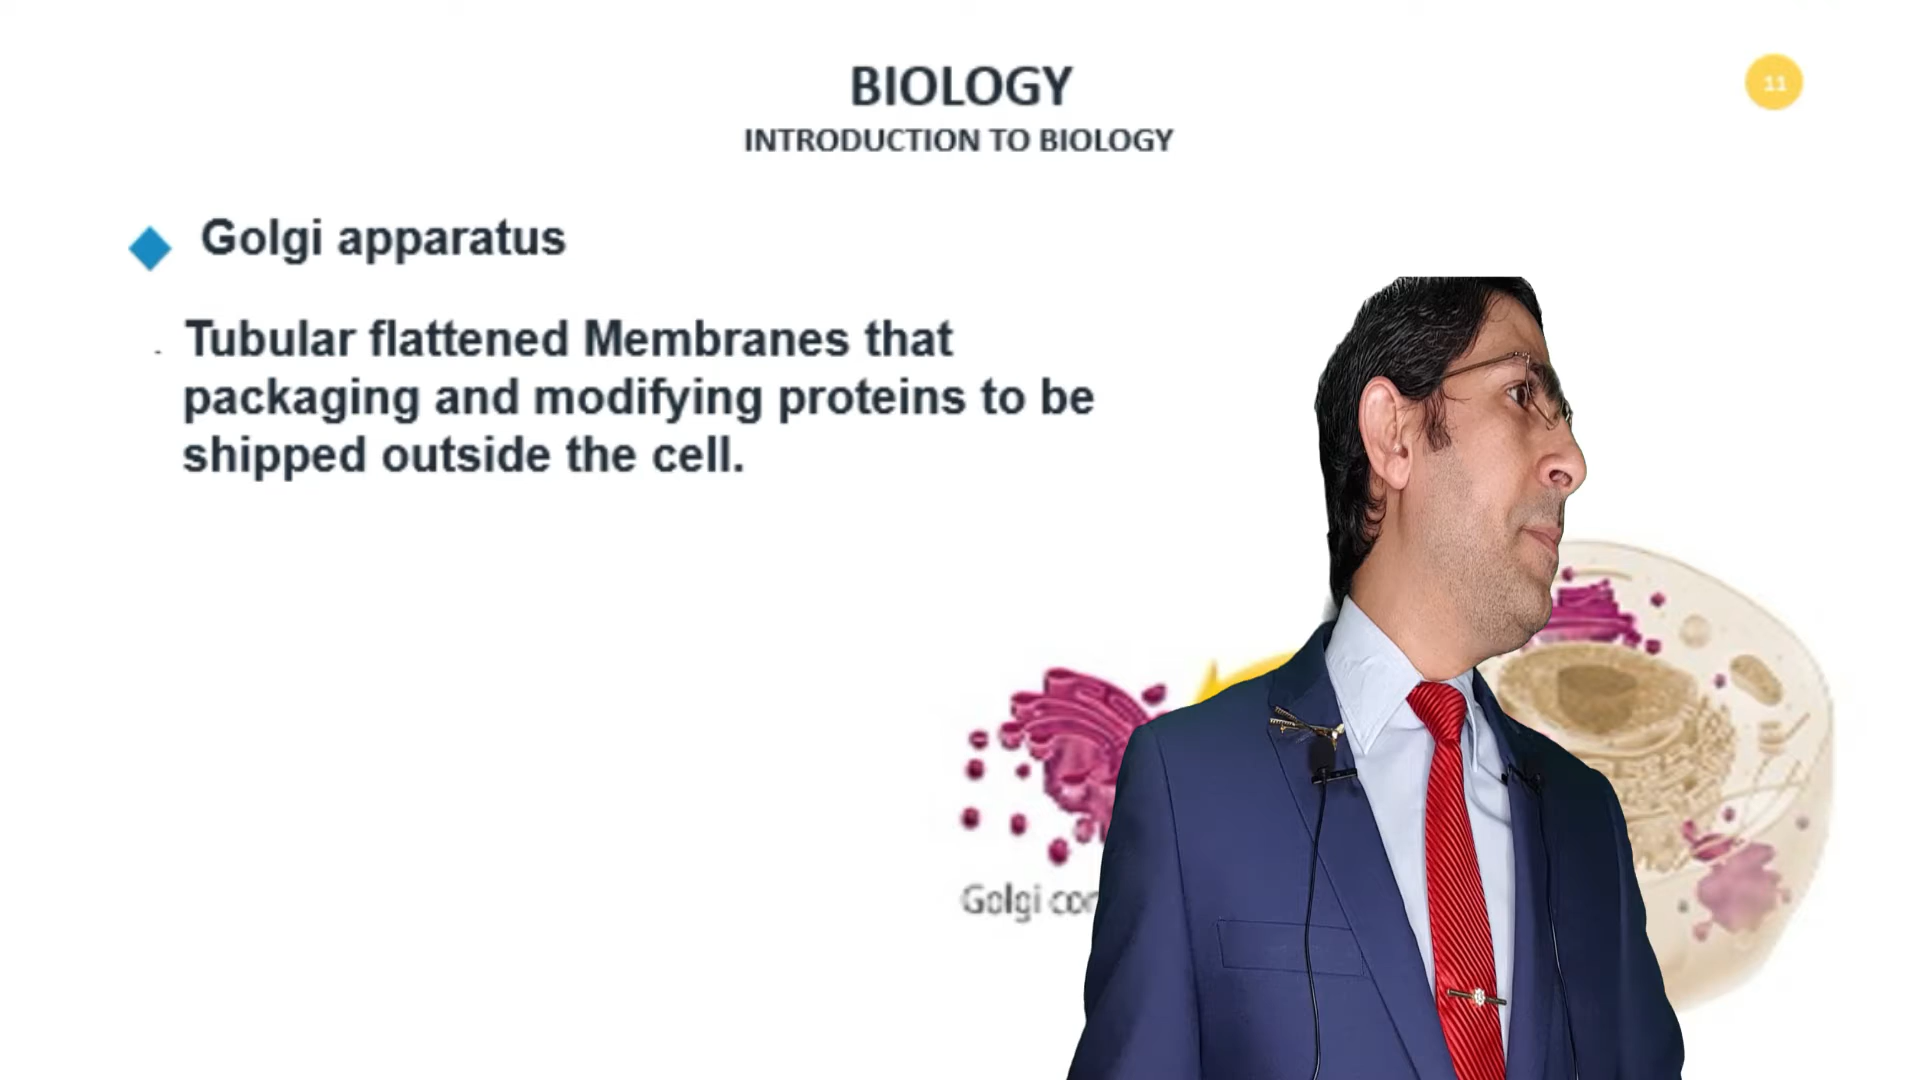 BIOLOGY
11
INTRODUCTION TO BIOLOGY
Golgi apparatus
- Tubular flattened Membranes that
packaging and modifying proteins to be
shipped outside the cell.
Golgi